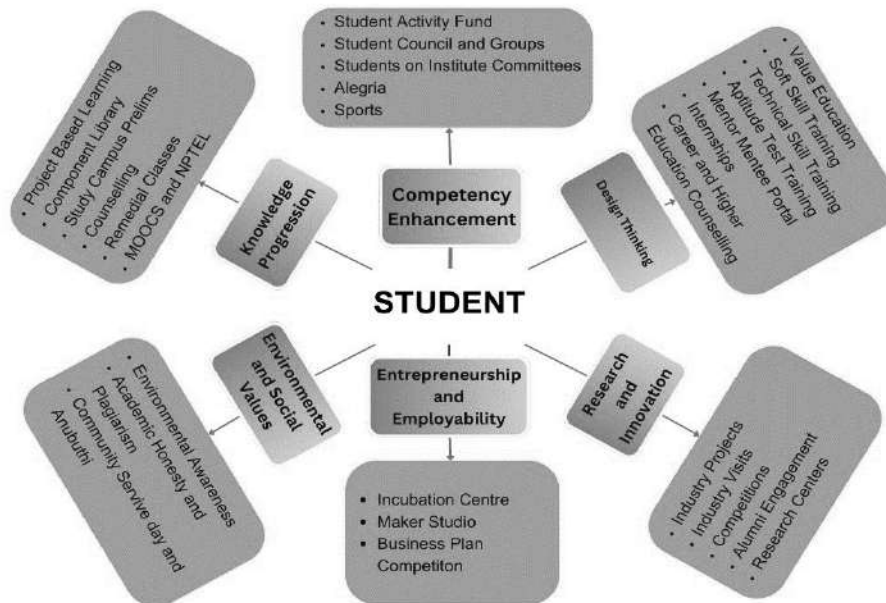 • Student Activity Fund
• Student Council and Groups
• Students on Institute Committees
• Alegria
• Sports
• Project Based Learning
• Component Library
• Study Campus Prelims
• Counselling
• Remedial Classes
• MOOCS and NPTEL
Knowledge
Progression
Competency
Enhancement
Design Thinking
• Value Education
• Soft Skill Training
• Technical Skill Training
• Aptitude Test Training
• Mentor Mentee Portal
• Internships
• Career and Higher
Education Counselling
STUDENT
Environmental
and Social
Values
Entrepreneurship
and
Employability
Research
and
Innovation
• Environmental Awareness
• Academic Honesty and
Plagiarism
• Community Servive day and
Anubuthi
• Incubation Centre
• Maker Studio
• Business Plan
Competiton
• Industry Projects
• Industry Visits
• Competitions
• Alumni Engagement
• Research Centers